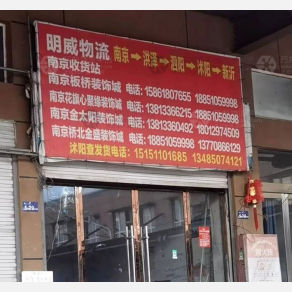 明威物流 南京→洪泽→泗阳→沭阳→新沂
南京收货站
南京板桥装饰城 电话:15861807655 18851059998
南京花旗心聚缘装饰城 电话:13813366215 18851059998
南京金太阳装饰城 电话:13813360492 18012974509
南京桥北金盛装饰城 电话:18851059998 13770866129
沭阳查发货电话:15151101685 13485074121